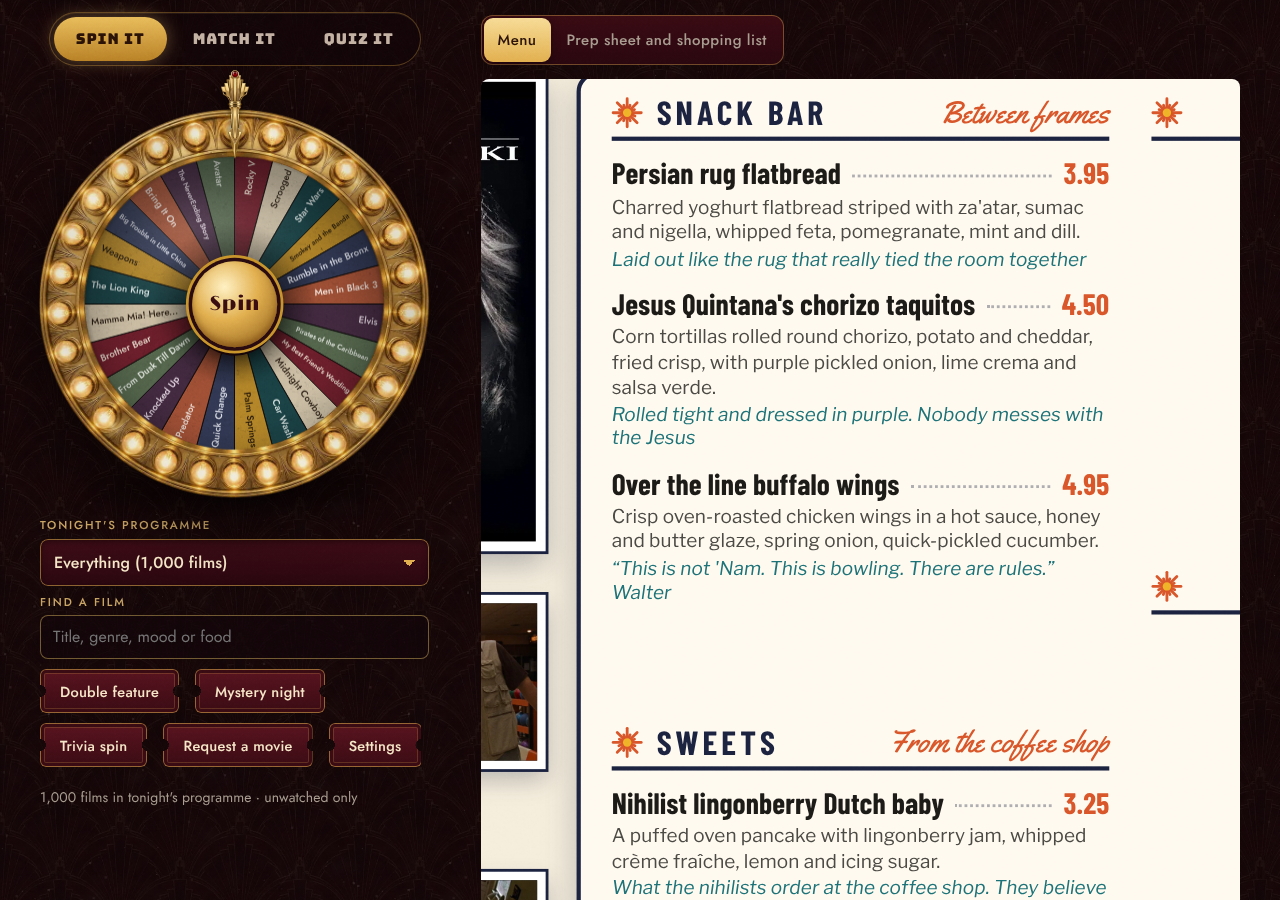 SPIN IT
MATCH IT
QUIZ IT
Menu
Prep sheet and shopping list
Avatar
Rocky V
Scrooged
Star Wars
Smokey and the Bandit
Rumble in the Bronx
Men in Black 3
Elvis
Pirates of the Caribbean
My Best Friend's Wedding
Midnight Cowboy
Car Wash
Palm Springs
Quick Change
Predator
Knocked Up
From Dusk Till Dawn
Brother Bear
Mamma Mia! Here...
The Lion King
Weapons
Big Trouble in Little China
Bring It On
The NeverEnding Story
Spin
TONIGHT'S PROGRAMME
Everything (1,000 films)
FIND A FILM
Title, genre, mood or food
Double feature
Mystery night
Trivia spin
Request a movie
Settings
1,000 films in tonight's programme · unwatched only
KI
SNACK BAR
Between frames
Persian rug flatbread 3.95
Charred yoghurt flatbread striped with za'atar, sumac
and nigella, whipped feta, pomegranate, mint and dill.
Laid out like the rug that really tied the room together
Jesus Quintana's chorizo taquitos 4.50
Corn tortillas rolled round chorizo, potato and cheddar,
fried crisp, with purple pickled onion, lime crema and
salsa verde.
Rolled tight and dressed in purple. Nobody messes with
the Jesus
Over the line buffalo wings 4.95
Crisp oven-roasted chicken wings in a hot sauce, honey
and butter glaze, spring onion, quick-pickled cucumber.
“This is not 'Nam. This is bowling. There are rules.”
Walter
SWEETS
From the coffee shop
Nihilist lingonberry Dutch baby 3.25
A puffed oven pancake with lingonberry jam, whipped
crème fraîche, lemon and icing sugar.
What the nihilists order at the coffee shop. They believe